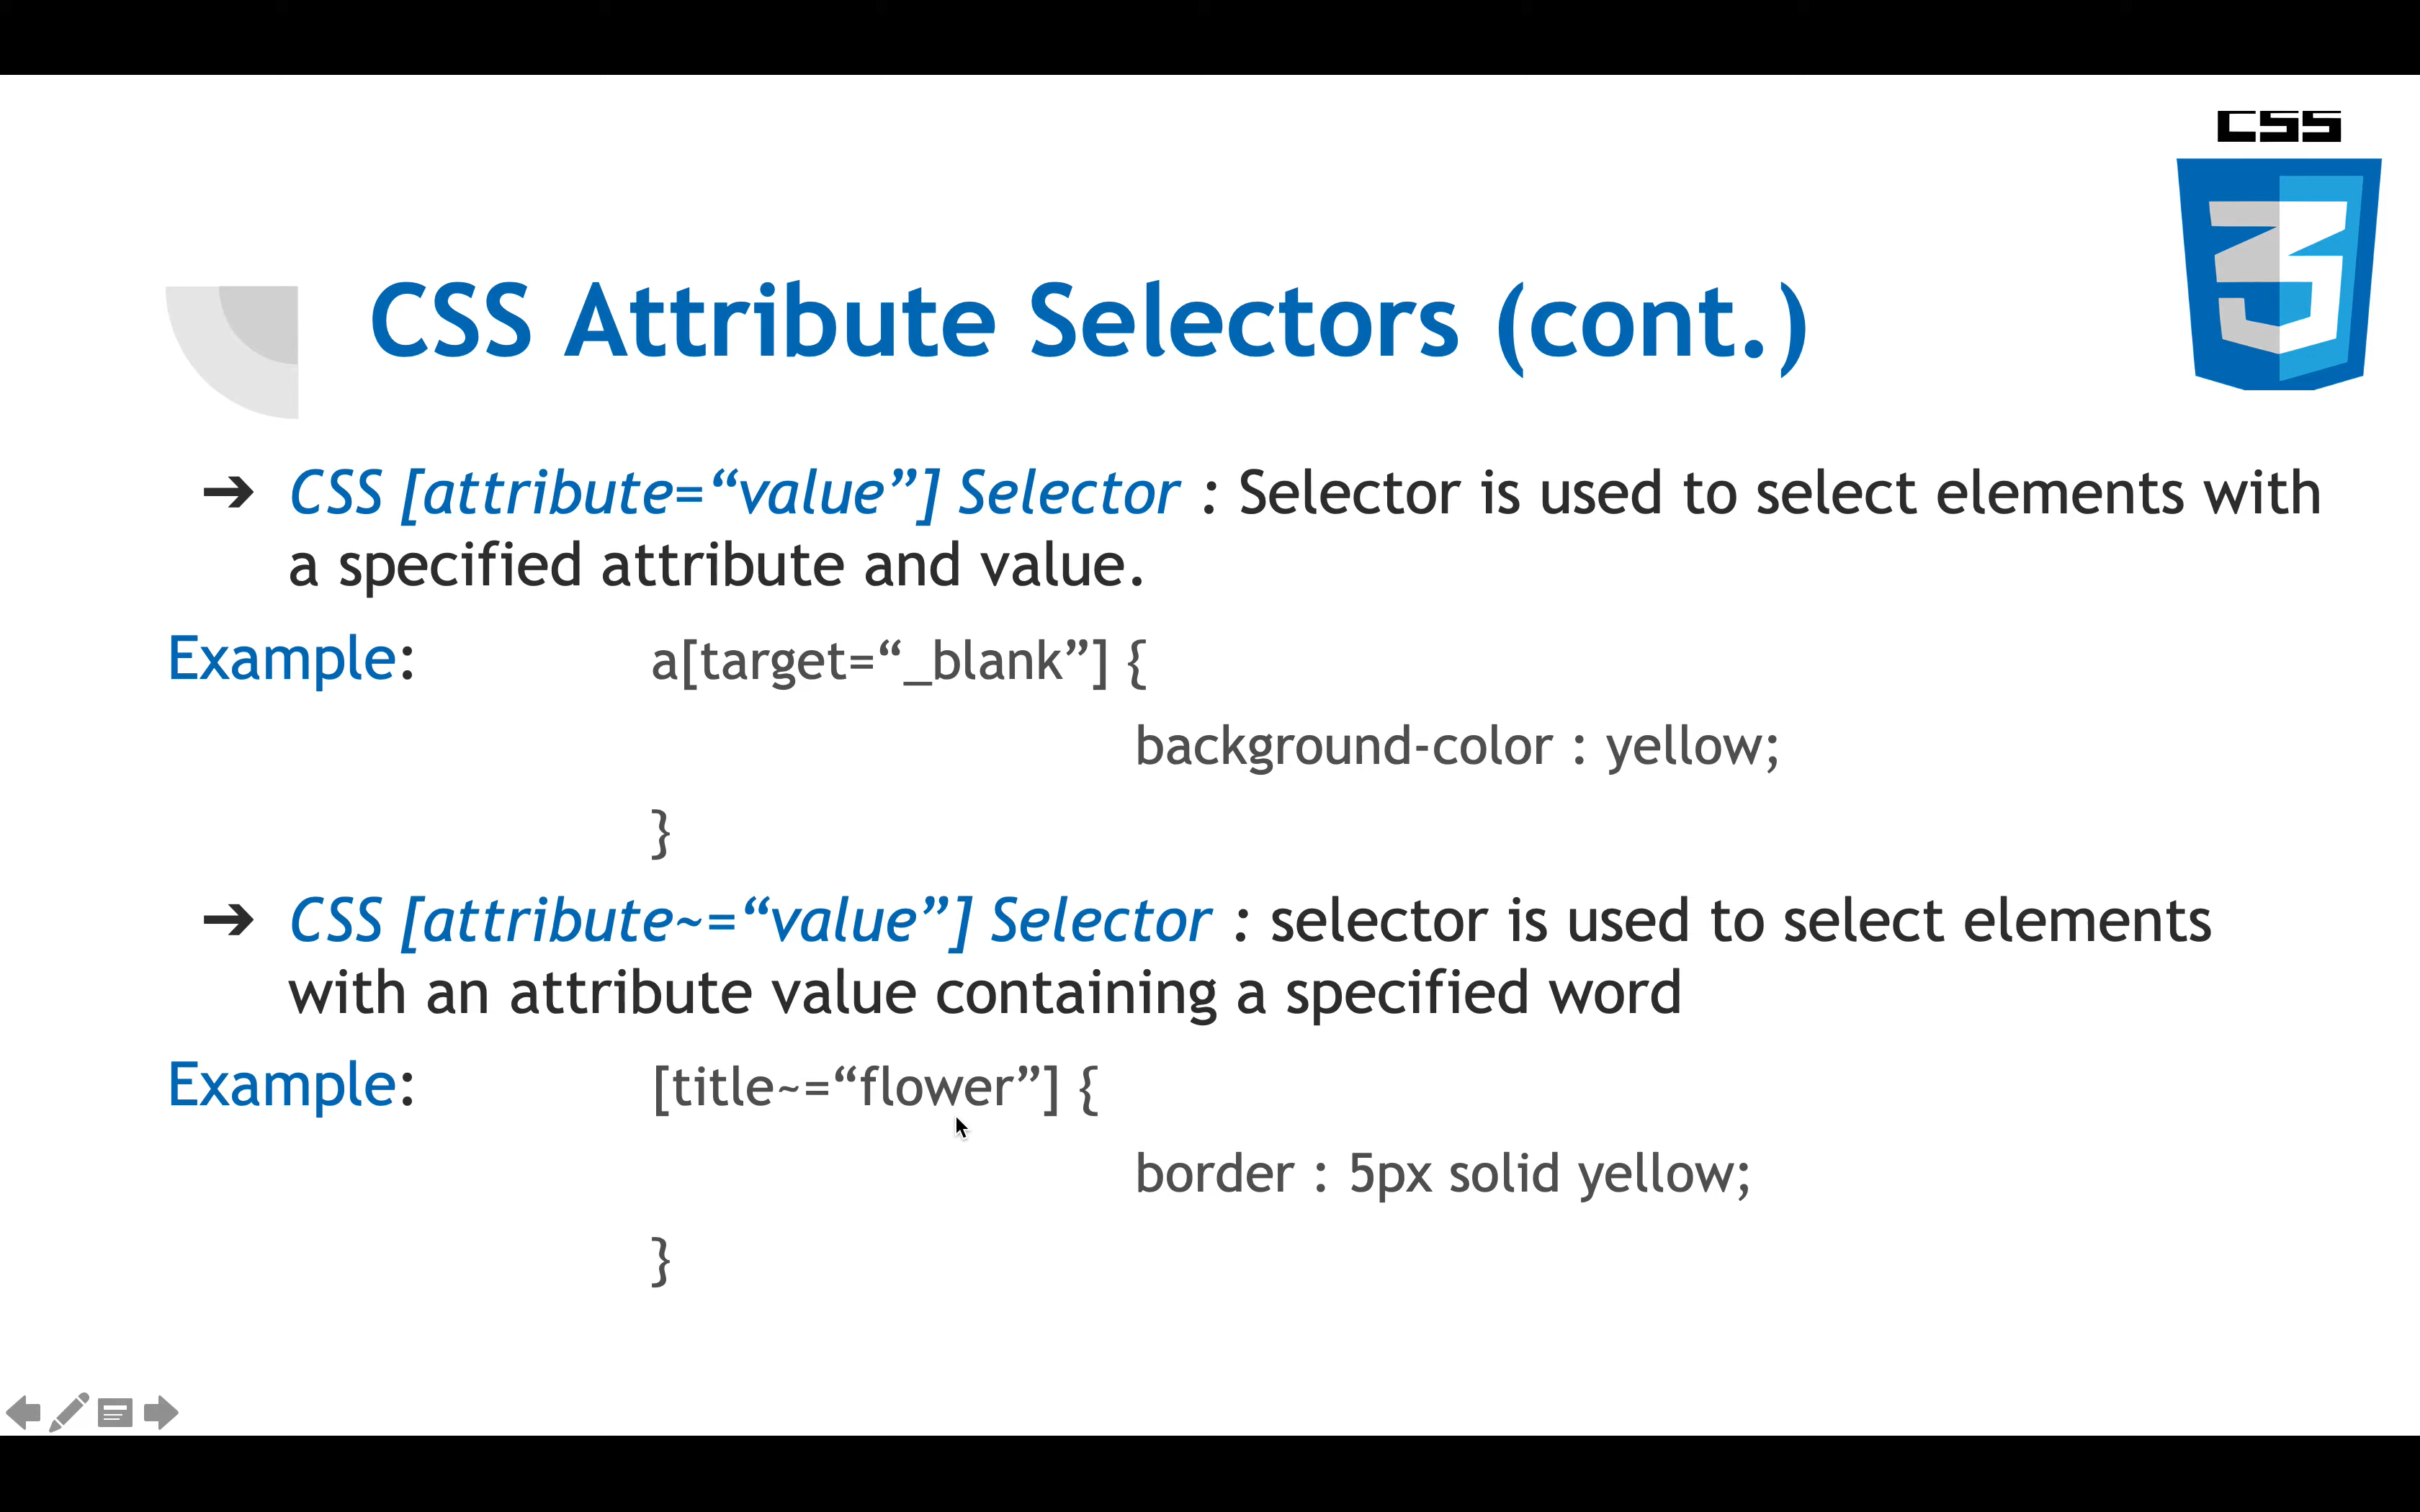 CSS
CSS Attribute Selectors (cont.)
➔ CSS [attribute=“value”] Selector : Selector is used to select elements with
a specified attribute and value.
Example: a[target=“_blank”] {
background-color : yellow;
}
➔ CSS [attribute~=“value”] Selector : selector is used to select elements
with an attribute value containing a specified word
Example: [title~=“flower”] {
border : 5px solid yellow;
}